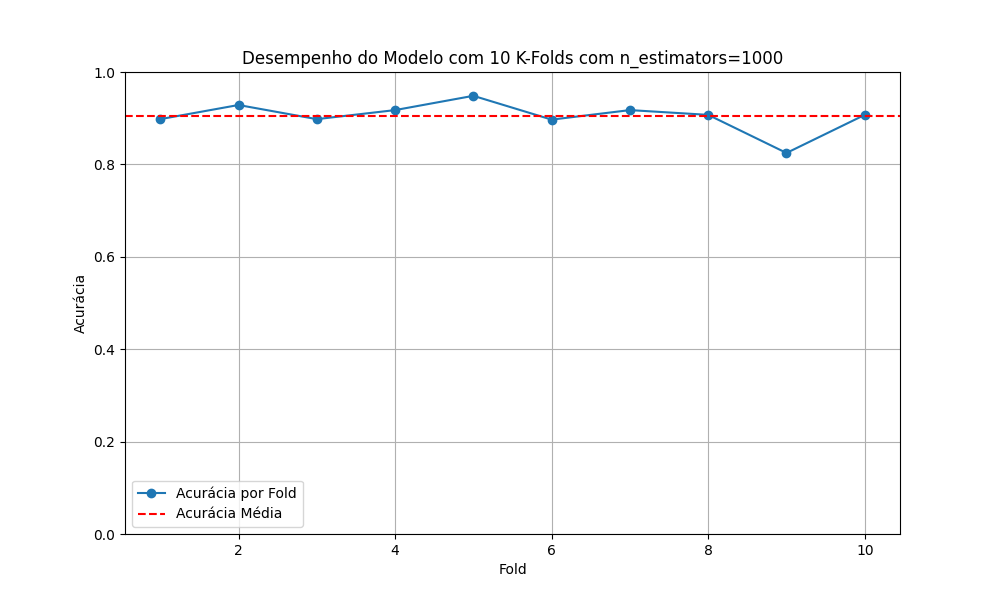 Desempenho do Modelo com 10 K-Folds com n_estimators=1000
Acurácia
1.0
0.8
0.6
0.4
0.2
0.0
Acurácia por Fold
Acurácia Média
2 4 6 8 10
Fold